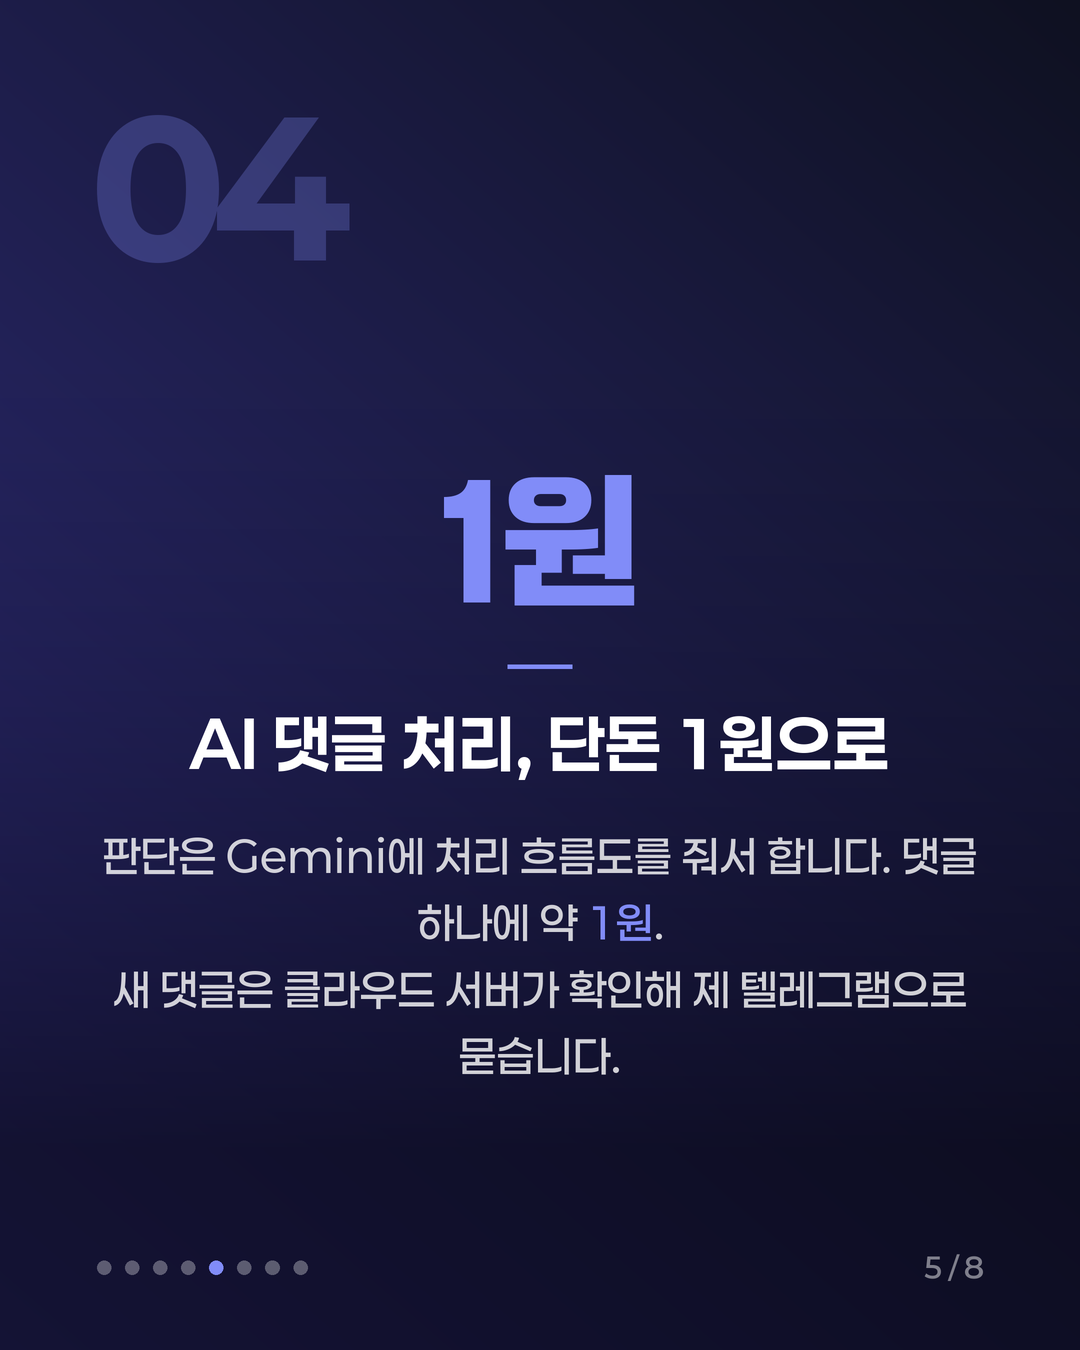 04
1원
AI 댓글 처리, 단돈 1원으로
판단은 Gemini에 처리 흐름도를 줘서 합니다. 댓글
하나에 약 1원.
새 댓글은 클라우드 서버가 확인해 제 텔레그램으로
묻습니다.
5/8